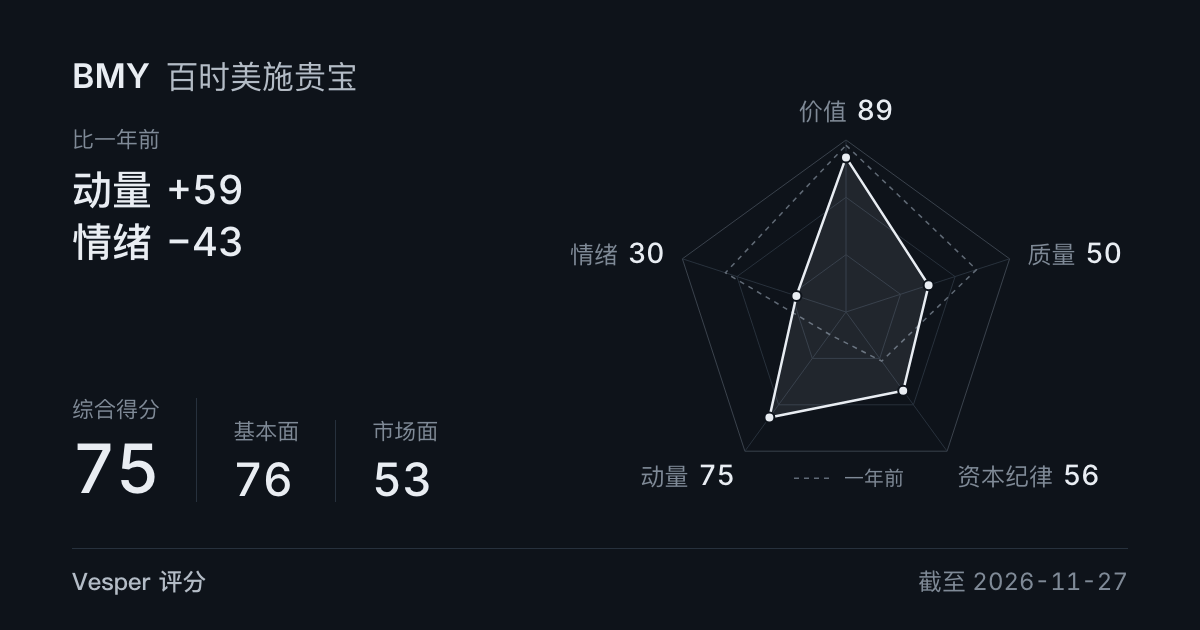 BMY 百时美施贵宝
比一年前
动量 +59
情绪 −43
综合得分
75
基本面
76
市场面
53
价值 89
情绪 30
质量 50
动量 75
一年前
资本纪律 56
Vesper 评分
截至 2026-11-27